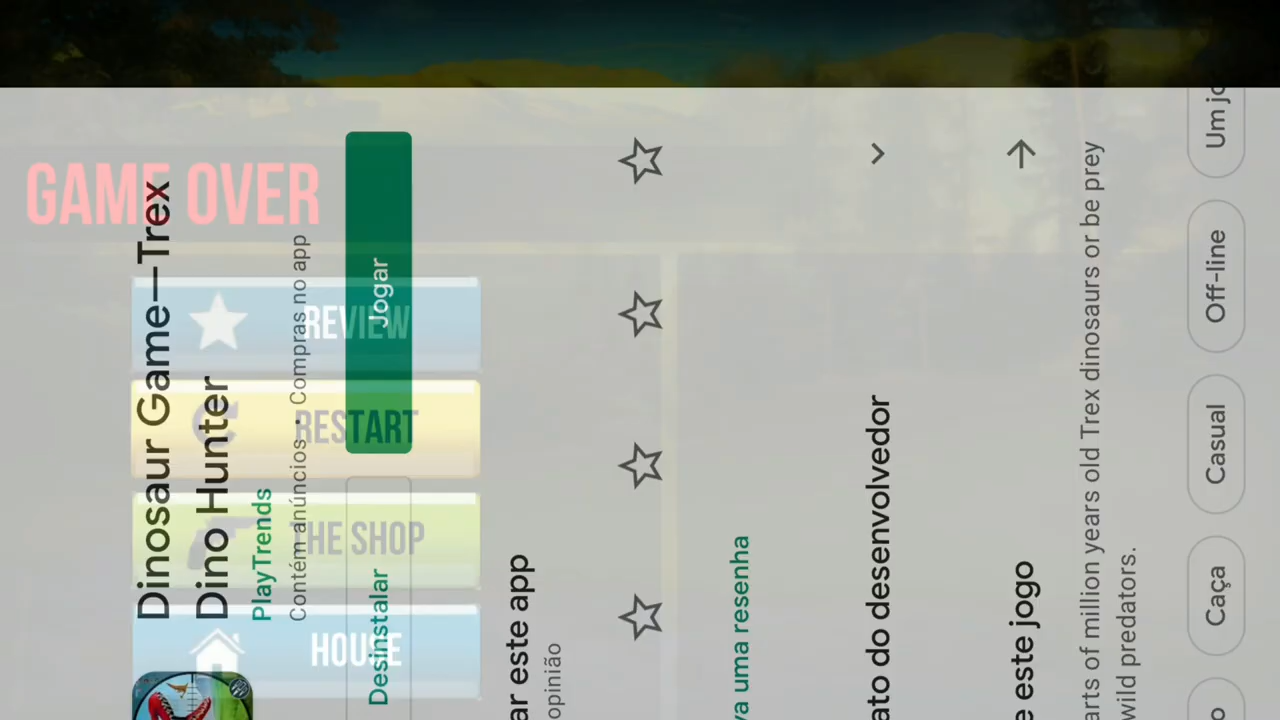 GAME OVER
REVIEW
RESTART
THE SHOP
HOUSE
Dinosaur Game—Trex
Dino Hunter
PlayTrends
Contém anúncios • Compras no app
Desinstalar
Jogar
ar este app
opinião
va uma resenha
ato do desenvolvedor
e este jogo
arts of million years old Trex dinosaurs or be prey
wild predators.
Caça
Casual
Off-line
Um jo